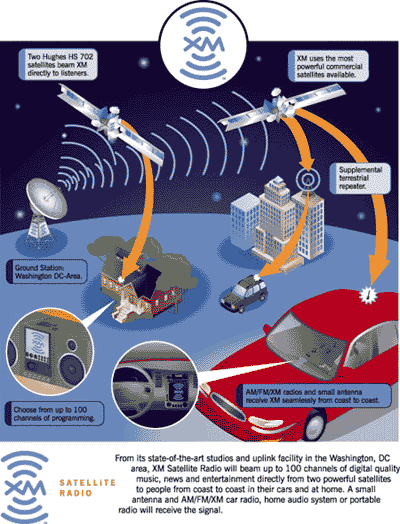 XM
Two Hughes HS 702
satellites beam XM
directly to listeners.
XM uses the most
powerful commercial
satellites available.
Supplemental
terrestrial
repeater.
Ground Station:
Washington DC-Area.
Choose from up to 100
channels of programming.
AM/FM/XM radios and small antenna
receive XM seamlessly from coast to coast.
XM
SATELLITE
RADIO
From its state-of-the-art studios and uplink facility in the Washington, DC
area, XM Satellite Radio will beam up to 100 channels of digital quality
music, news and entertainment directly from two powerful satellites
to people from coast to coast in their cars and at home. A small
antenna and AM/FM/XM car radio, home audio system or portable
radio will receive the signal.